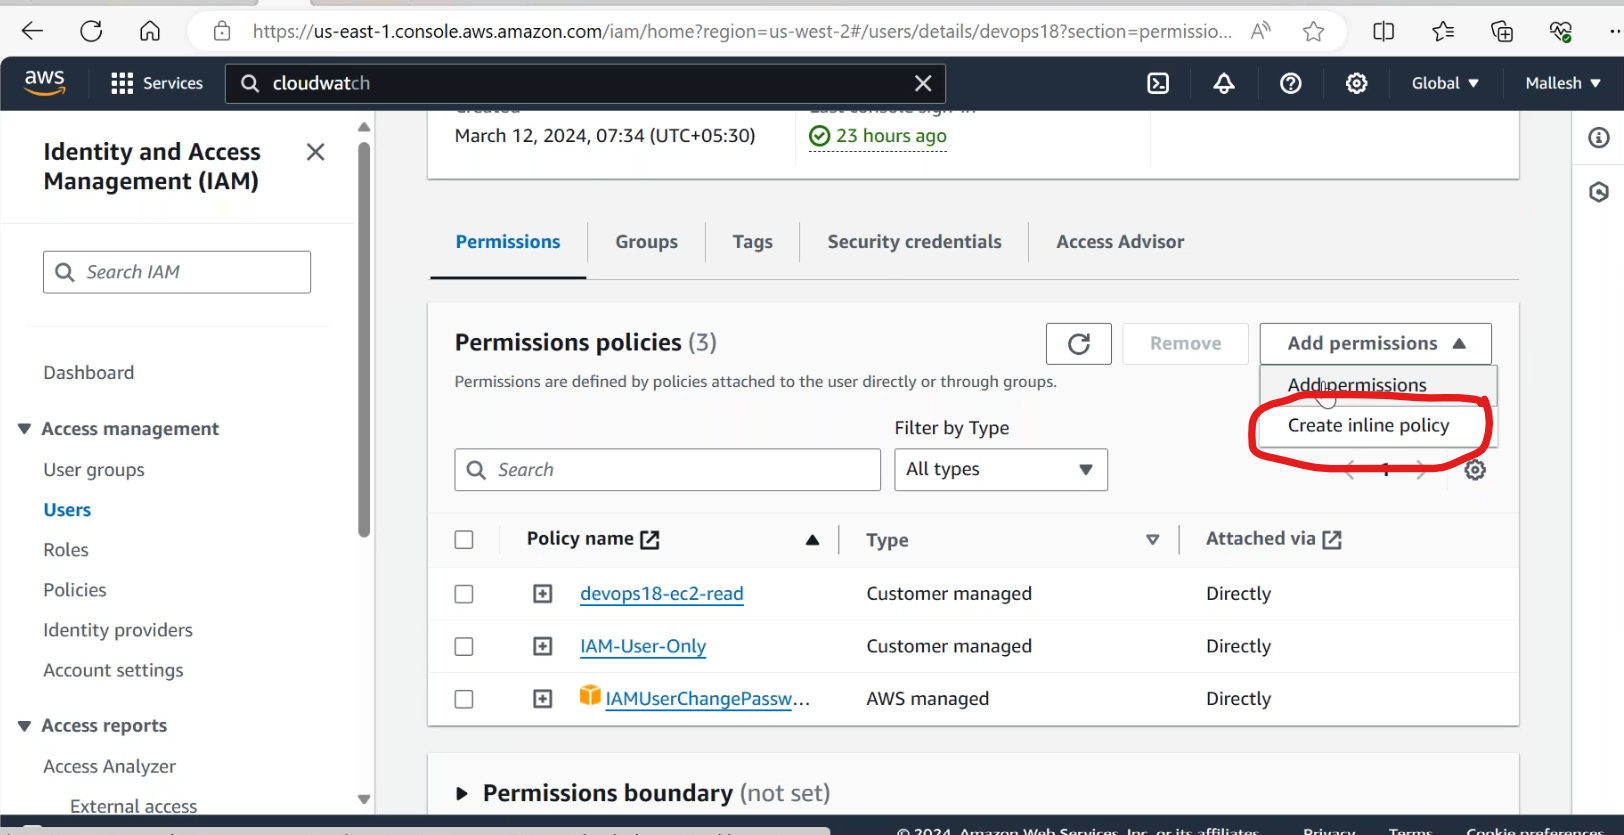 https://us-east-1.console.aws.amazon.com/iam/home?region=us-west-2#/users/details/devops18?section=permissio...
aws Services cloudwatch Global Mallesh
Identity and Access
Management (IAM)
Search IAM
Dashboard
Access management
User groups
Users
Roles
Policies
Identity providers
Account settings
Access reports
Access Analyzer
External access
Created Last console sign-in
March 12, 2024, 07:34 (UTC+05:30) 23 hours ago
Permissions Groups Tags Security credentials Access Advisor
Permissions policies (3) Remove Add permissions
Permissions are defined by policies attached to the user directly or through groups.
Add permissions
Create inline policy
Filter by Type
Search All types 1
Policy name Type Attached via
devops18-ec2-read Customer managed Directly
IAM-User-Only Customer managed Directly
IAMUserChangePassw... AWS managed Directly
Permissions boundary (not set)
© 2024, Amazon Web Services, Inc. or its affiliates. Privacy Terms Cookie preferences